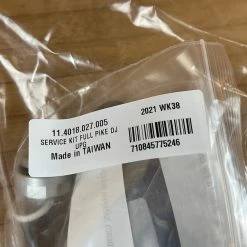 11.4018.027.005 2021 WK38
SERVICE KIT FULL PIKE DJ
UPG
Made in TAIWAN 710845775246